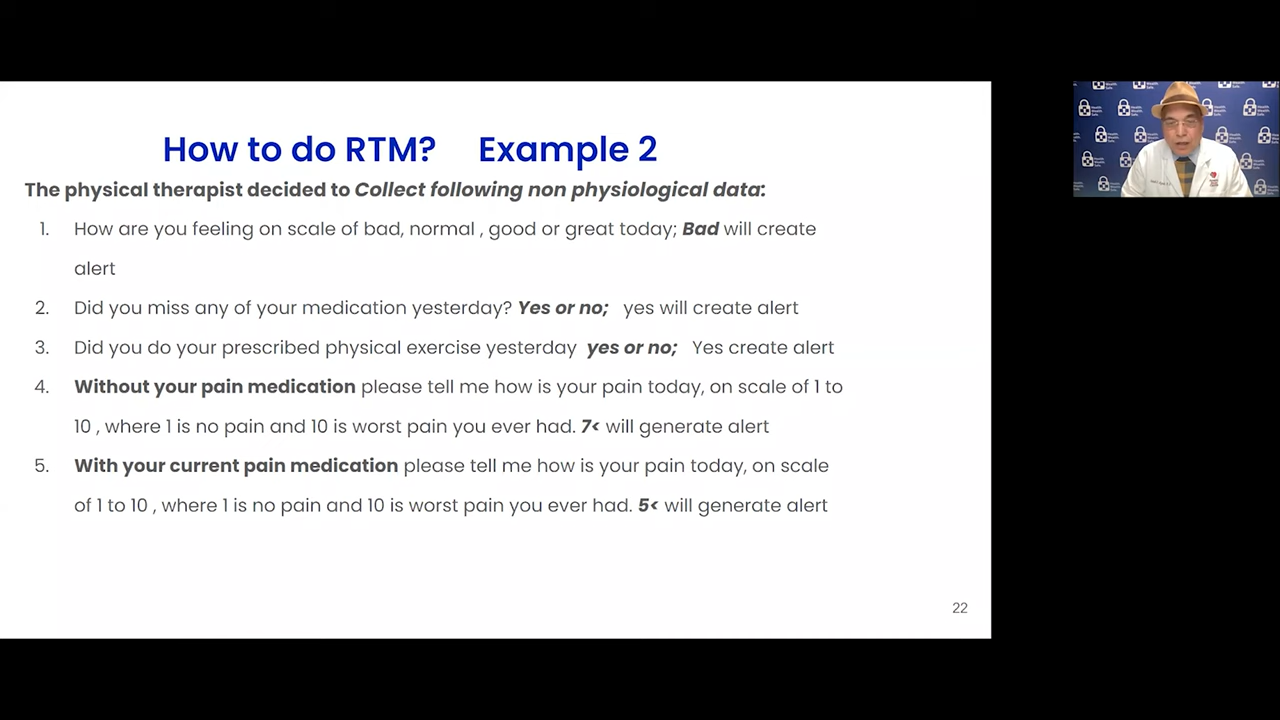 How to do RTM? Example 2
The physical therapist decided to Collect following non physiological data:
1. How are you feeling on scale of bad, normal , good or great today; Bad will create
alert
2. Did you miss any of your medication yesterday? Yes or no; yes will create alert
3. Did you do your prescribed physical exercise yesterday yes or no; Yes create alert
4. Without your pain medication please tell me how is your pain today, on scale of 1 to
10 , where 1 is no pain and 10 is worst pain you ever had. 7< will generate alert
5. With your current pain medication please tell me how is your pain today, on scale
of 1 to 10 , where 1 is no pain and 10 is worst pain you ever had. 5< will generate alert
22
Health.
Wealth.
Safe.